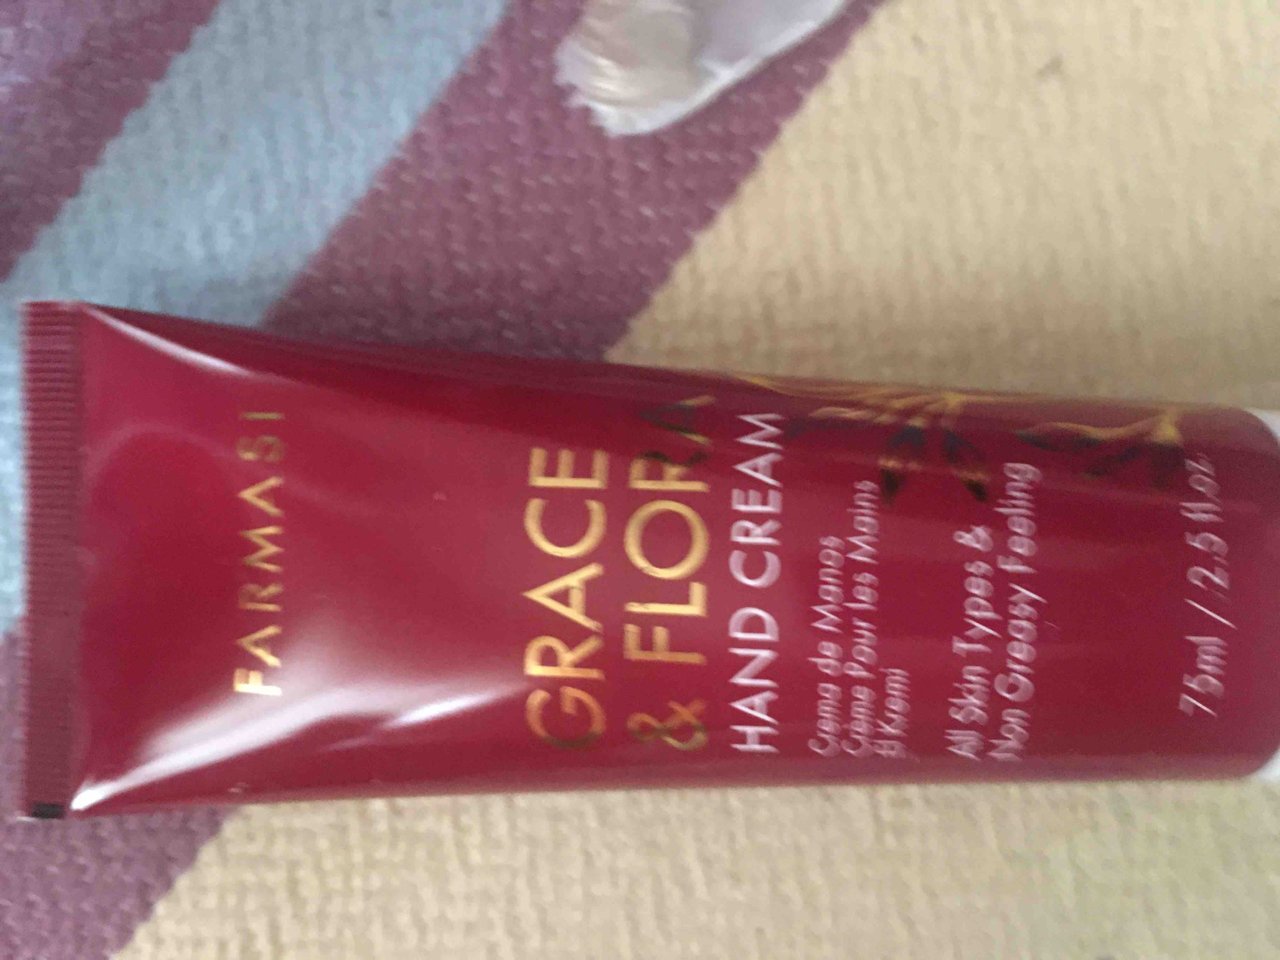 FARMASI
GRACE
& FLORA
HAND CREAM
Crema de Manos
Crème Pour les Mains
El Kremi
All Skin Types &
Non Greasy Feeling
75ml / 2.5 fl.oz.